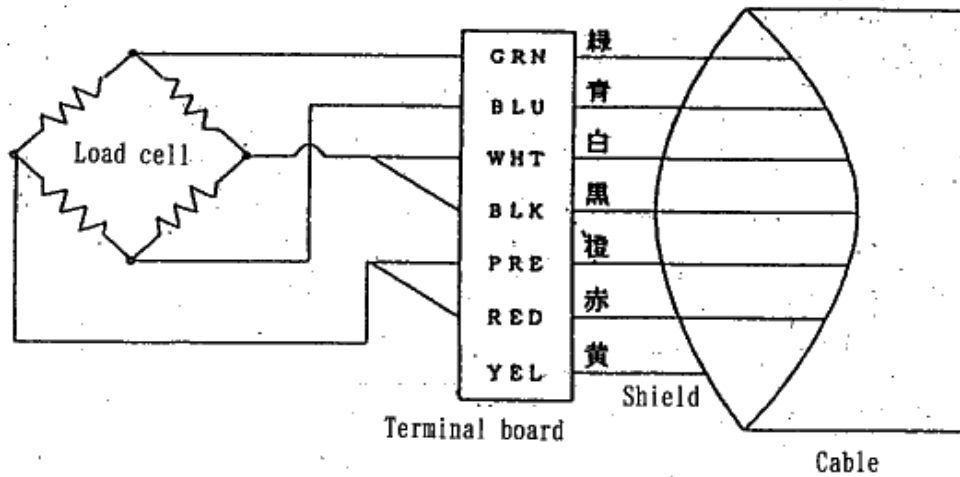 GRN 緑
BLU 青
Load cell
WHT 白
BLK 黒
PRE 橙
RED 赤
YEL 黄
Shield
Terminal board
Cable